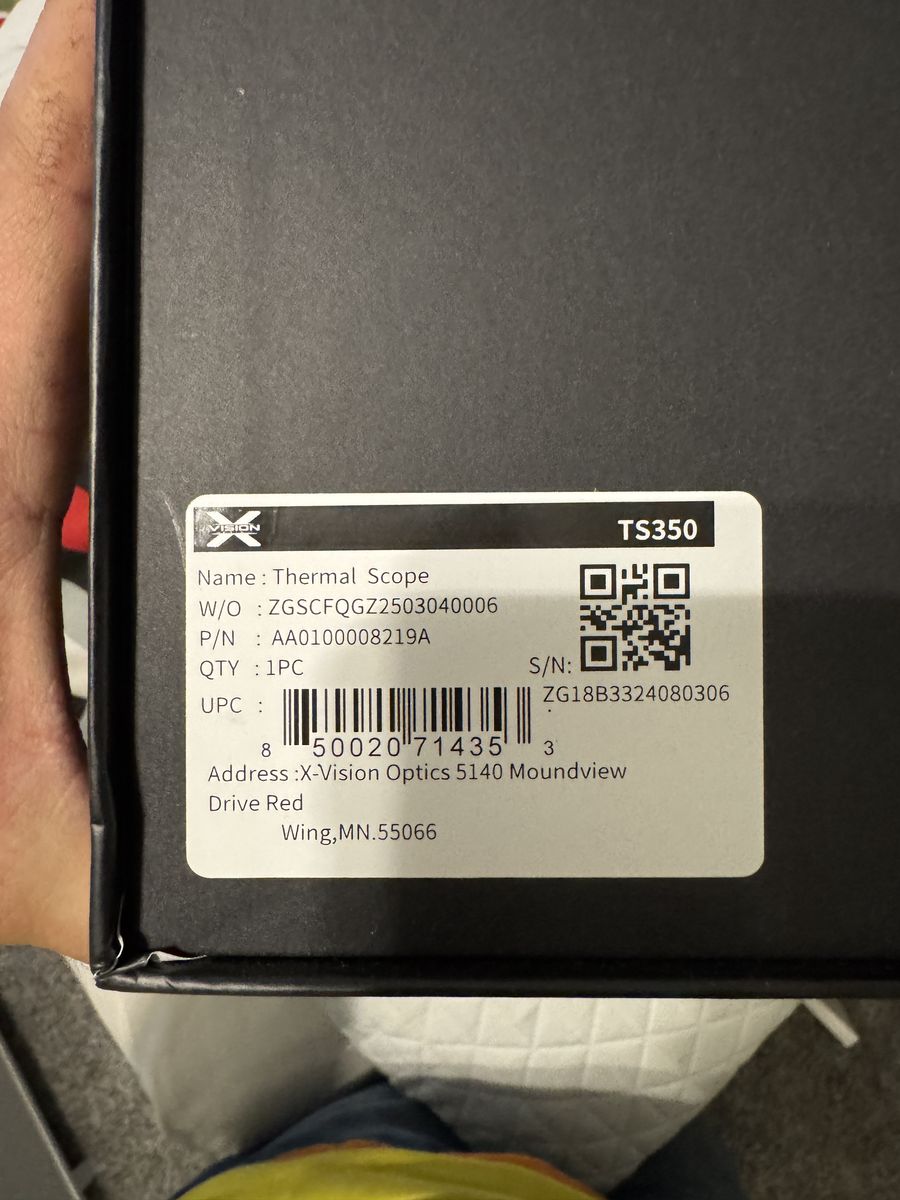 X VISION
TS350
Name : Thermal Scope
W/O : ZGSCFQGZ2503040006
P/N : AA0100008219A
QTY : 1PC
S/N:
ZG18B3324080306
UPC :
8 50020 71435 3
Address :X-Vision Optics 5140 Moundview
Drive Red
Wing,MN.55066